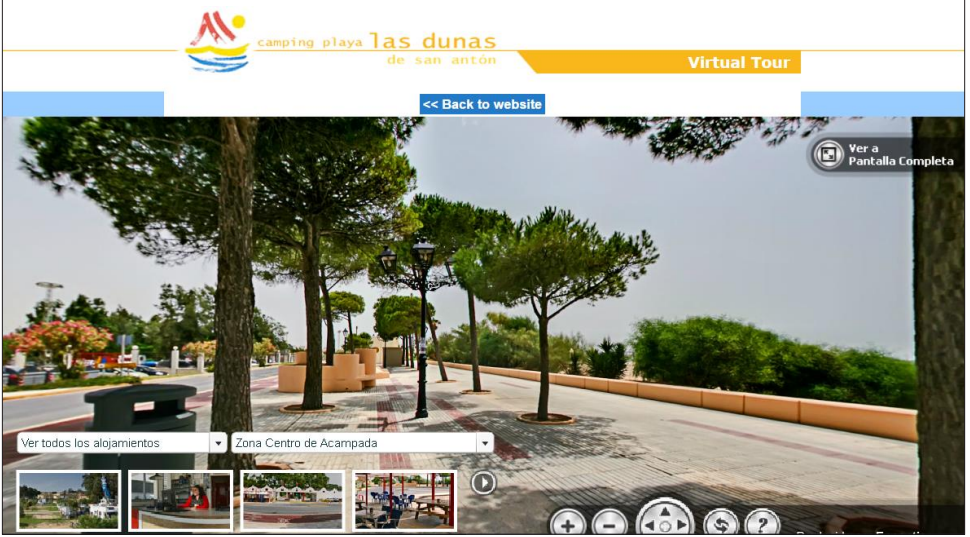 camping playa las dunas
de san antón
Virtual Tour
<< Back to website
Ver a
Pantalla Completa
Ver todos los alojamientos
Zona Centro de Acampada
+ − ?